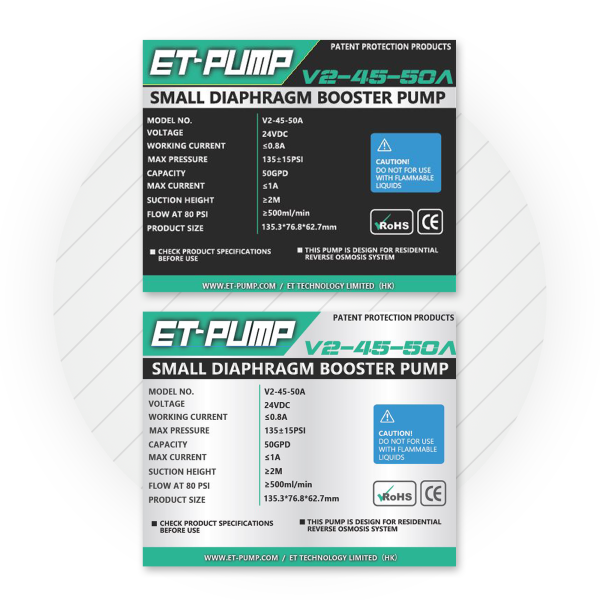 PATENT PROTECTION PRODUCTS
ET-PUMP
V2-45-50A
SMALL DIAPHRAGM BOOSTER PUMP
MODEL NO. V2-45-50A
VOLTAGE 24VDC
WORKING CURRENT ≤0.8A
MAX PRESSURE 135±15PSI
CAPACITY 50GPD
MAX CURRENT ≤1A
SUCTION HEIGHT ≥2M
FLOW AT 80 PSI ≥500ml/min
PRODUCT SIZE 135.3*76.8*62.7mm
CAUTION!
DO NOT FOR USE
WITH FLAMMABLE
LIQUIDS
RoHS CE
CHECK PRODUCT SPECIFICATIONS
BEFORE USE
THIS PUMP IS DESIGN FOR RESIDENTIAL
REVERSE OSMOSIS SYSTEM
WWW.ET-PUMP.COM / ET TECHNOLOGY LIMITED (HK)
PATENT PROTECTION PRODUCTS
ET-PUMP
V2-45-50A
SMALL DIAPHRAGM BOOSTER PUMP
MODEL NO. V2-45-50A
VOLTAGE 24VDC
WORKING CURRENT ≤0.8A
MAX PRESSURE 135±15PSI
CAPACITY 50GPD
MAX CURRENT ≤1A
SUCTION HEIGHT ≥2M
FLOW AT 80 PSI ≥500ml/min
PRODUCT SIZE 135.3*76.8*62.7mm
CAUTION!
DO NOT FOR USE
WITH FLAMMABLE
LIQUIDS
RoHS CE
CHECK PRODUCT SPECIFICATIONS
BEFORE USE
THIS PUMP IS DESIGN FOR RESIDENTIAL
REVERSE OSMOSIS SYSTEM
WWW.ET-PUMP.COM / ET TECHNOLOGY LIMITED (HK)